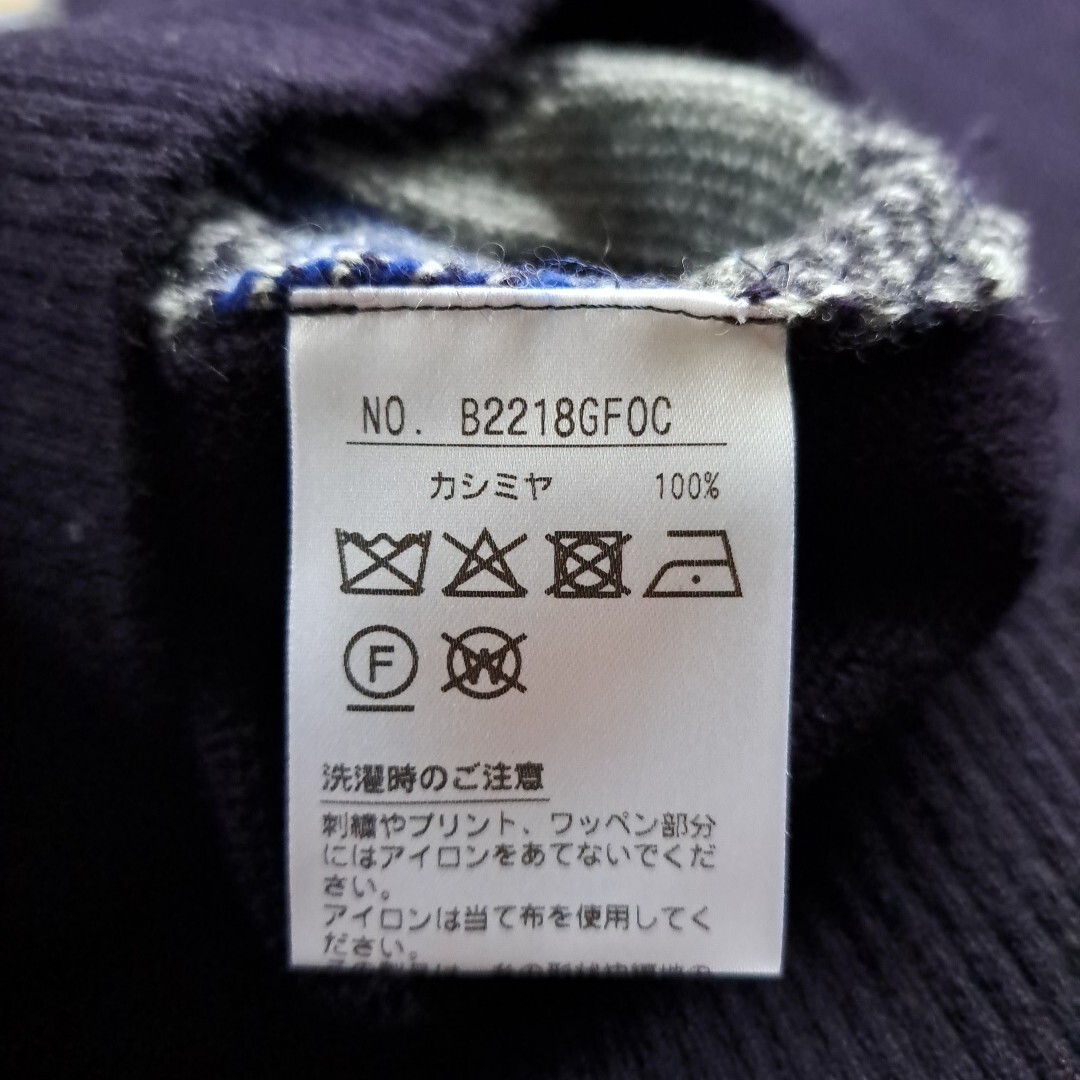 NO. B2218GF0C
カシミヤ 100%
F
W
洗濯時のご注意
刺繍やプリント、ワッペン部分
にはアイロンをあてないでくだ
さい。
アイロンは当て布を使用してく
ださい。